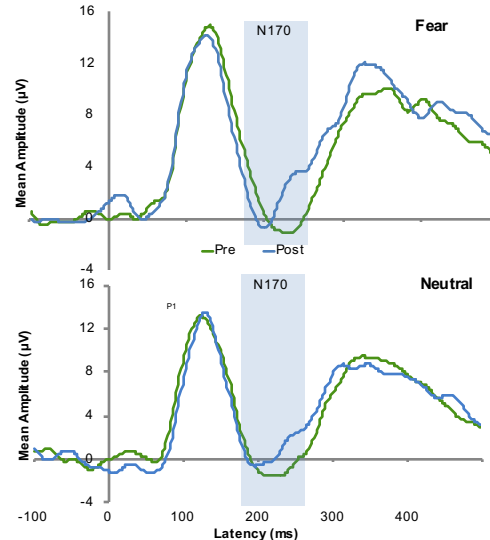 16
N170
Fear
12
8
4
0
-4
Mean Amplitude (µV)
Pre Post
16
N170
Neutral
P1
12
8
4
0
-4
Mean Amplitude (µV)
-100 0 100 200 300 400
Latency (ms)